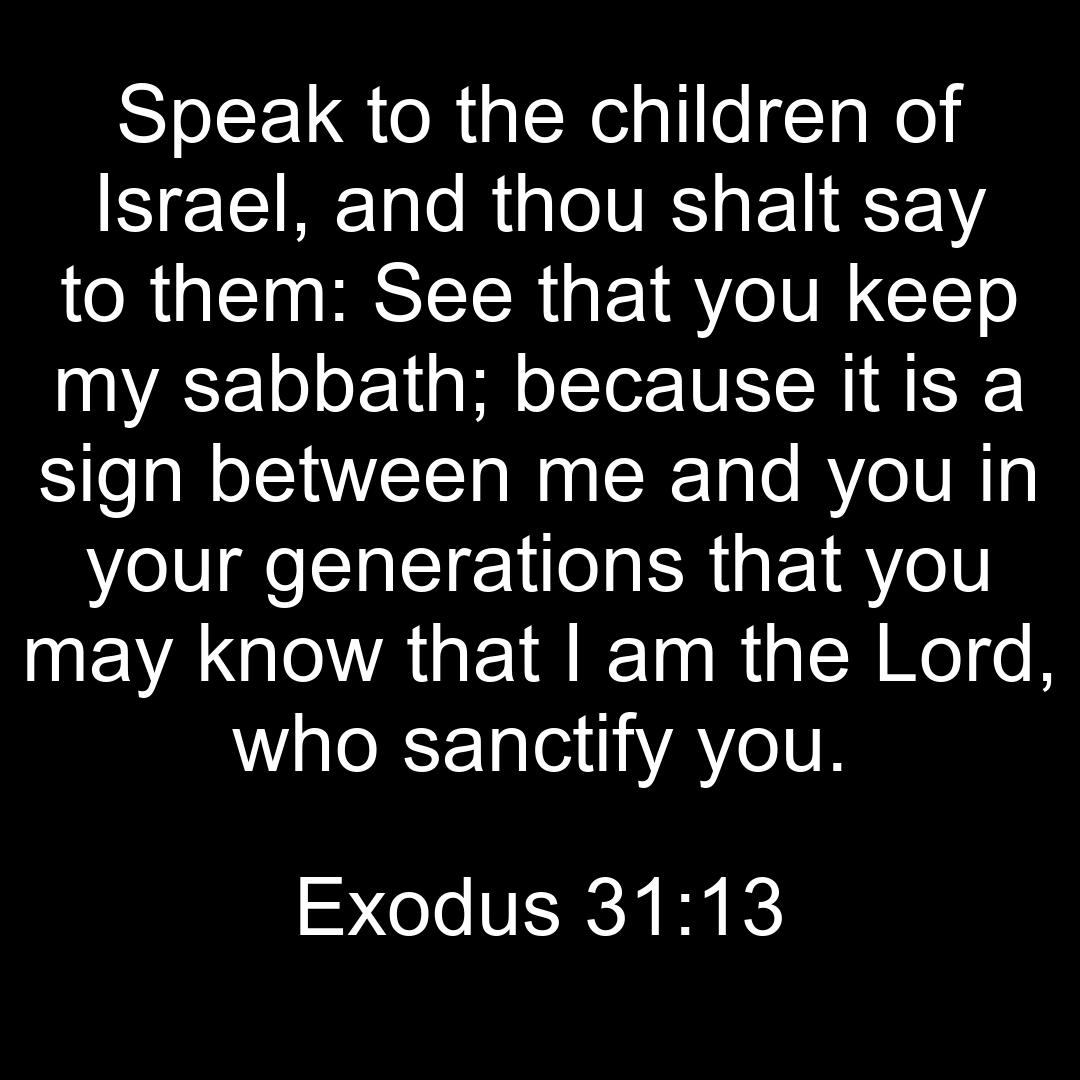 Speak to the children of
Israel, and thou shalt say
to them: See that you keep
my sabbath; because it is a
sign between me and you in
your generations that you
may know that I am the Lord,
who sanctify you.
Exodus 31:13